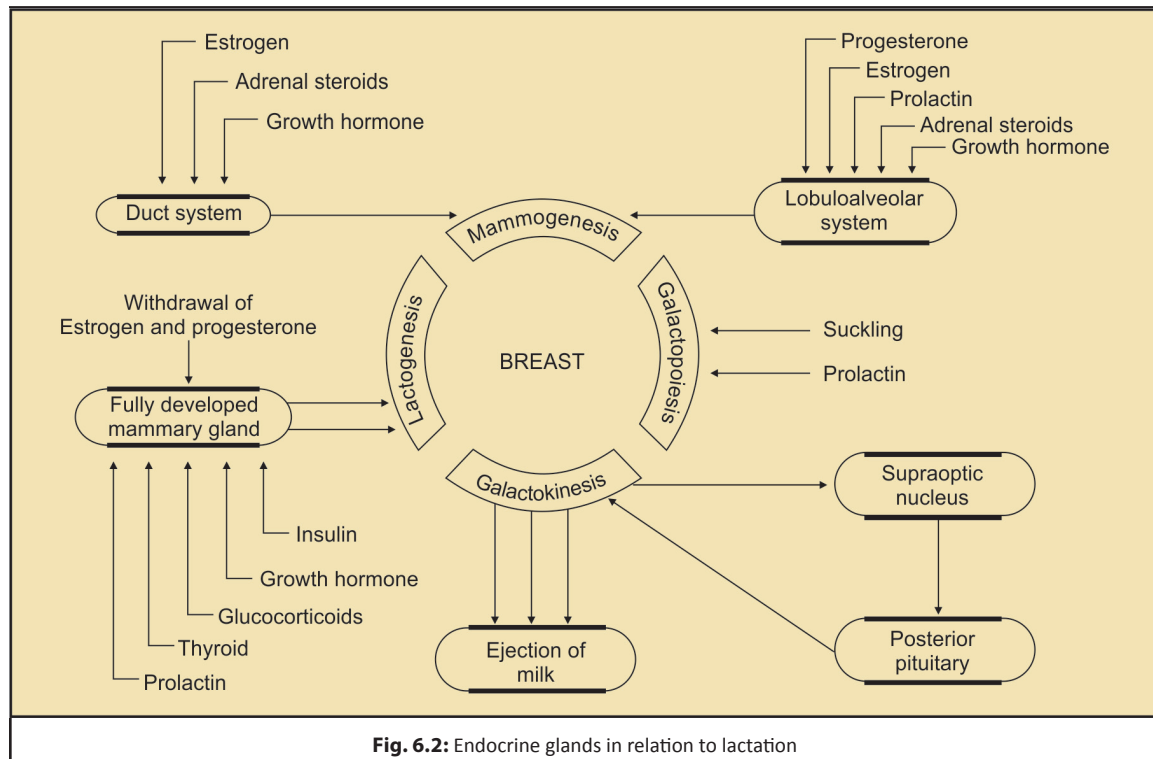 Estrogen
Adrenal steroids
Growth hormone
Duct system
Progesterone
Estrogen
Prolactin
Adrenal steroids
Growth hormone
Lobuloalveolar
system
Mammogenesis
Withdrawal of
Estrogen and progesterone
Fully developed
mammary gland
Lactogenesis
BREAST
Galactopoiesis
Suckling
Prolactin
Galactokinesis
Supraoptic
nucleus
Insulin
Growth hormone
Glucocorticoids
Thyroid
Prolactin
Ejection of
milk
Posterior
pituitary
Fig. 6.2: Endocrine glands in relation to lactation